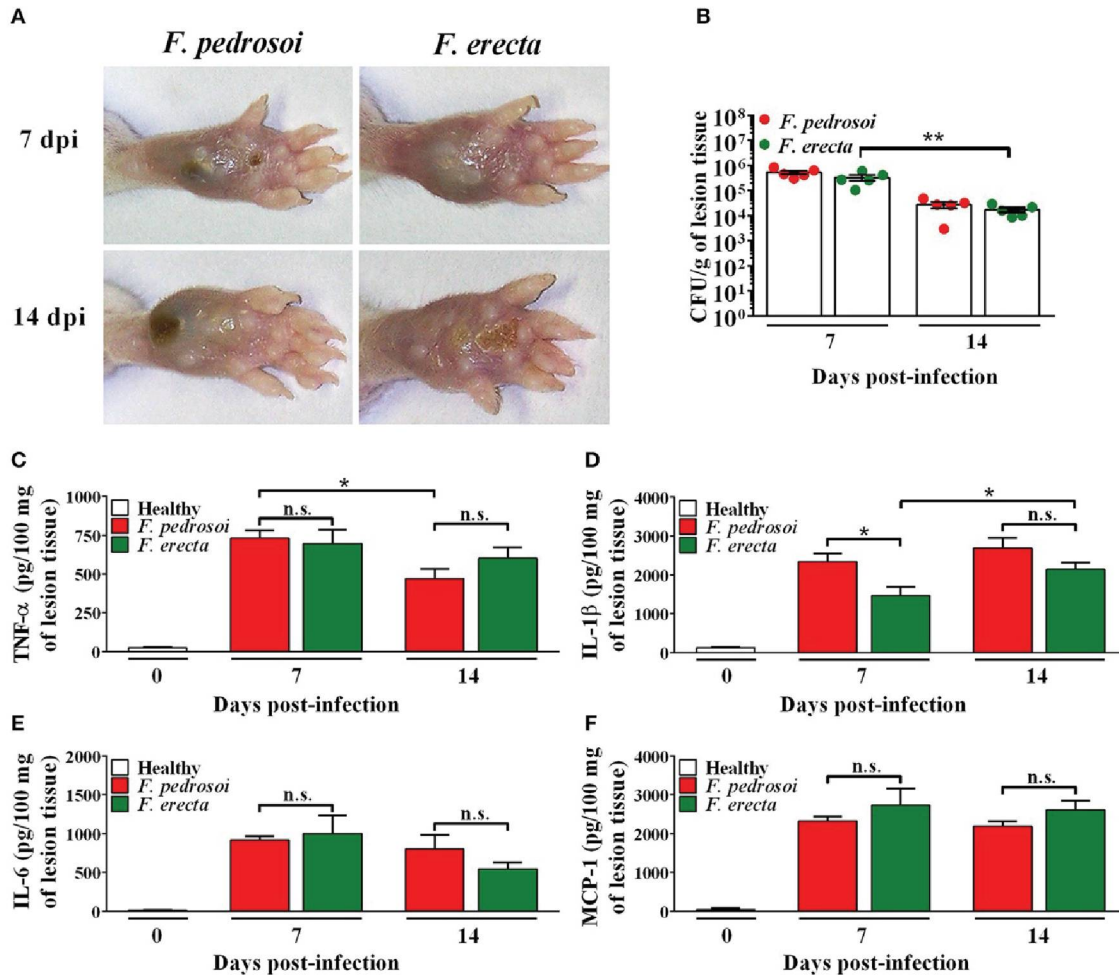 A
F. pedrosoi F. erecta
7 dpi
14 dpi
B
CFU/g of lesion tissue
10⁸
10⁷
10⁶
10⁵
10⁴
10³
10²
10¹
10⁰
F. pedrosoi
F. erecta
**
7 14
Days post-infection
C
TNF-α (pg/100 mg
of lesion tissue)
1000
750
500
250
0
Healthy
F. pedrosoi
F. erecta
*
n.s. n.s.
0 7 14
Days post-infection
D
IL-1β (pg/100 mg
of lesion tissue)
4000
3000
2000
1000
0
Healthy
F. pedrosoi
F. erecta
*
* n.s.
0 7 14
Days post-infection
E
IL-6 (pg/100 mg
of lesion tissue)
2000
1500
1000
500
0
Healthy
F. pedrosoi
F. erecta
n.s. n.s.
0 7 14
Days post-infection
F
MCP-1 (pg/100 mg
of lesion tissue)
4000
3000
2000
1000
0
Healthy
F. pedrosoi
F. erecta
n.s. n.s.
0 7 14
Days post-infection